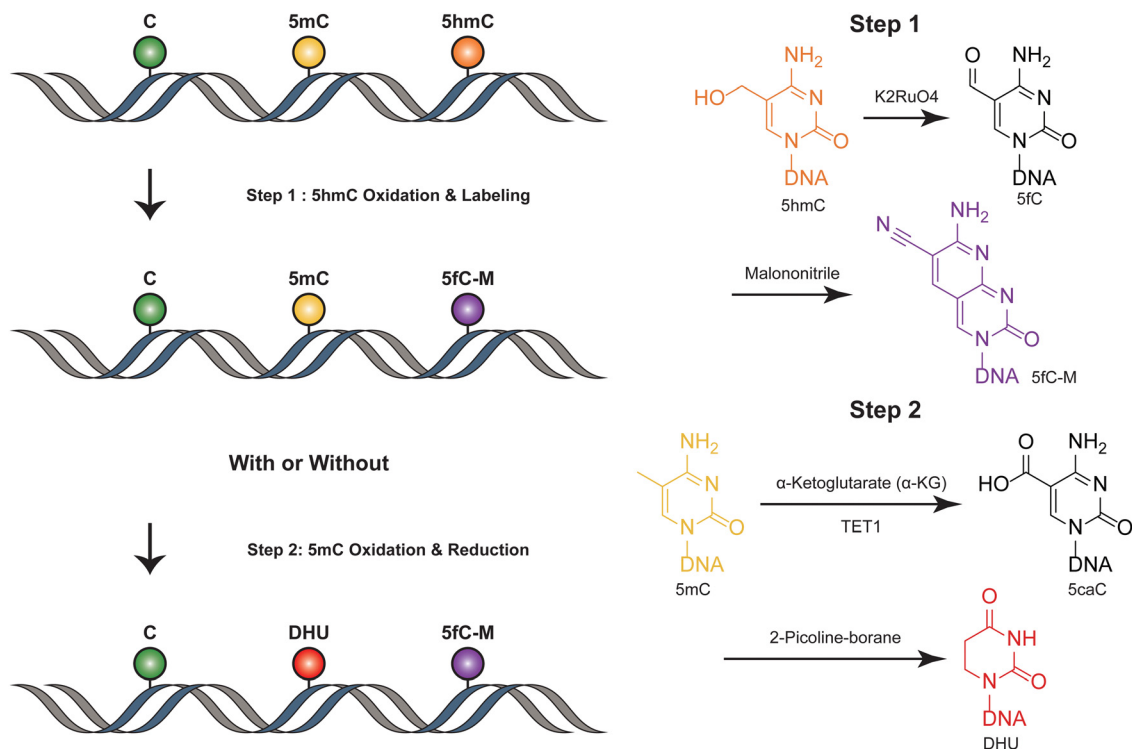 C 5mC 5hmC
Step 1 : 5hmC Oxidation & Labeling
C 5mC 5fC-M
With or Without
Step 2: 5mC Oxidation & Reduction
C DHU 5fC-M
Step 1
NH2
HO
N
N
O
DNA
5hmC
K2RuO4
O
NH2
N
N
O
DNA
5fC
Malononitrile
NH2
N
N
N
N
O
DNA
5fC-M
Step 2
NH2
N
N
O
DNA
5mC
α-Ketoglutarate (α-KG)
TET1
O
NH2
HO
N
N
O
DNA
5caC
2-Picoline-borane
O
NH
N
O
DNA
DHU